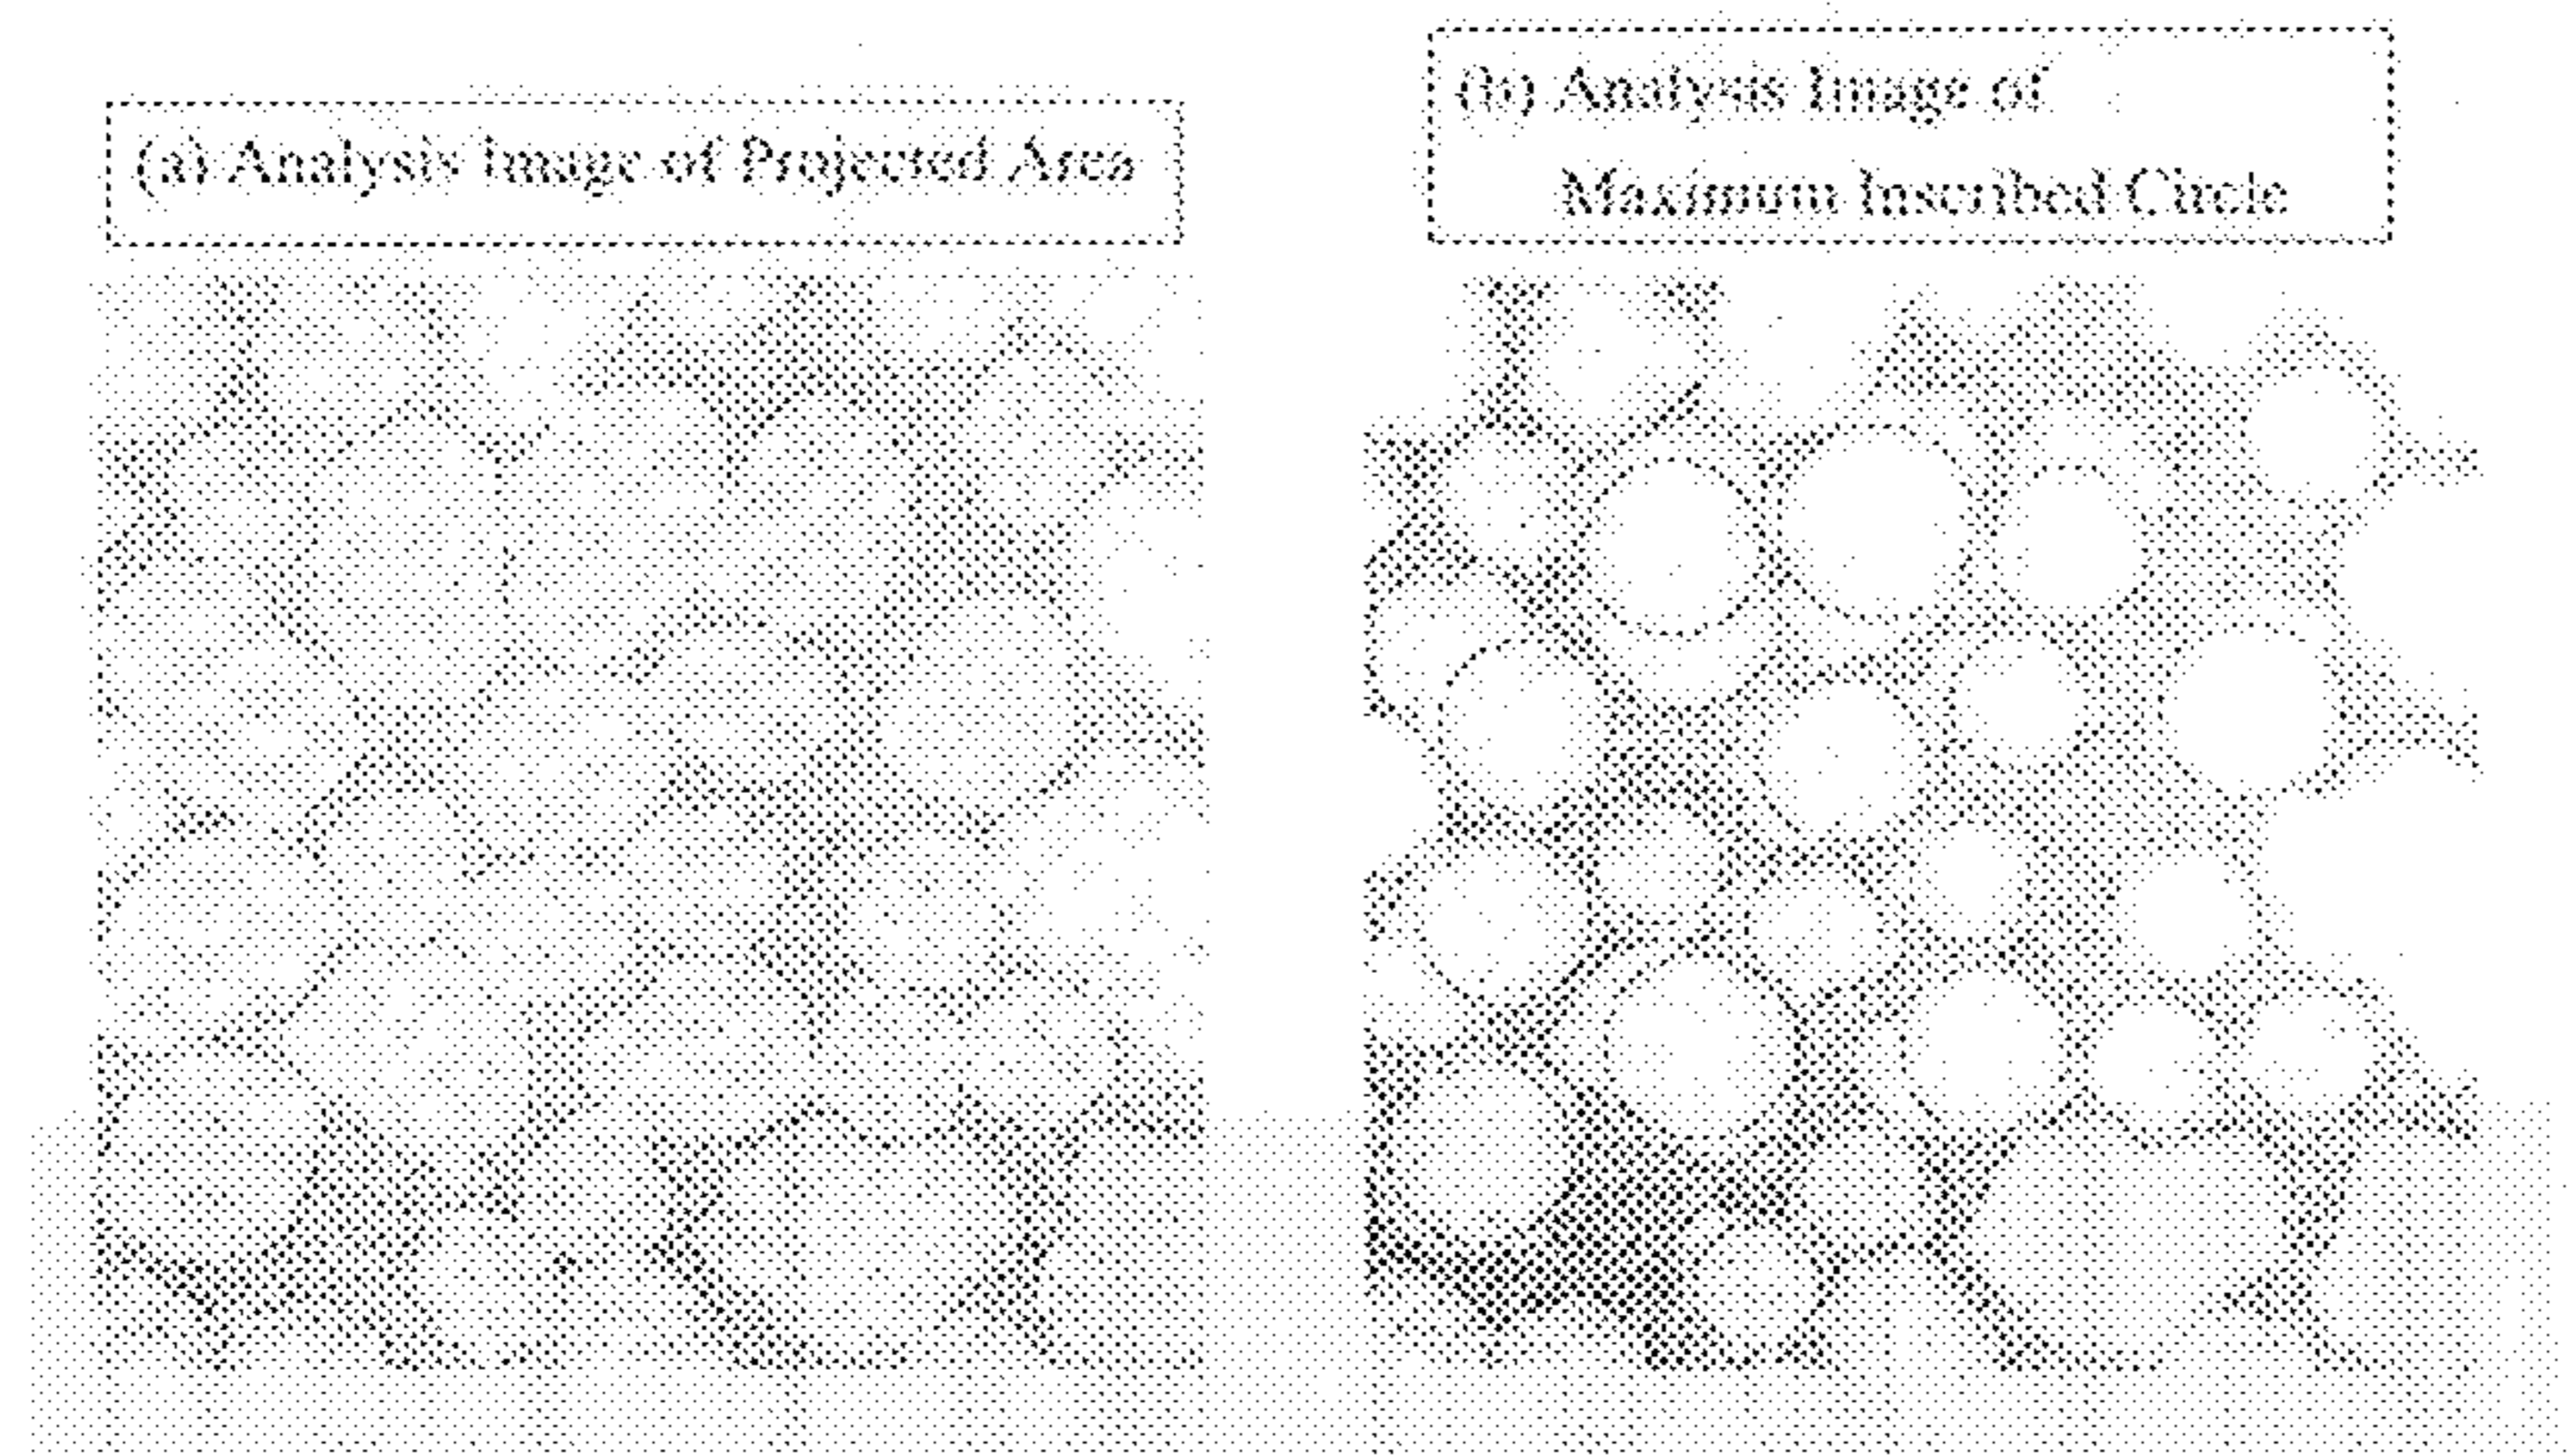 (a) Analysis Image of Projected Area
(b) Analysis Image of
Maximum Inscribed Circle